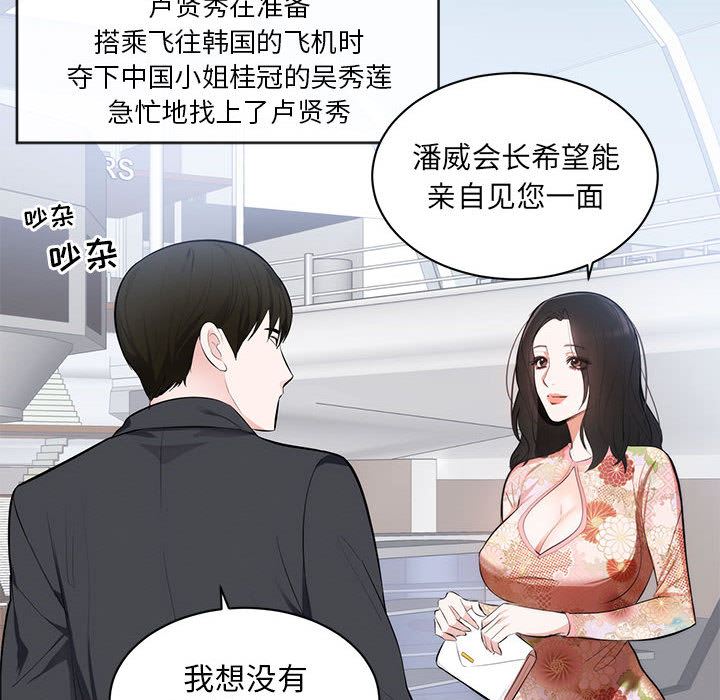 卢贤秀在准备
搭乘飞往韩国的飞机时
夺下中国小姐桂冠的吴秀莲
急忙地找上了卢贤秀
潘威会长希望能
亲自见您一面
RS
吵杂
吵杂
我想没有